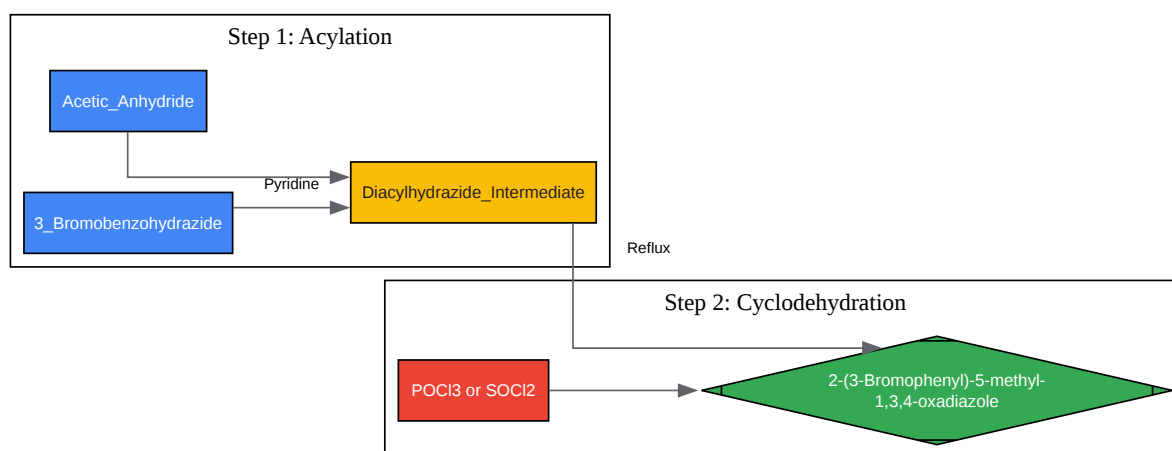 Step 1: Acylation
Acetic_Anhydride
Pyridine
Diacylhydrazide_Intermediate
3_Bromobenzohydrazide
Reflux
Step 2: Cyclodehydration
POCl3 or SOCl2
2-(3-Bromophenyl)-5-methyl-
1,3,4-oxadiazole